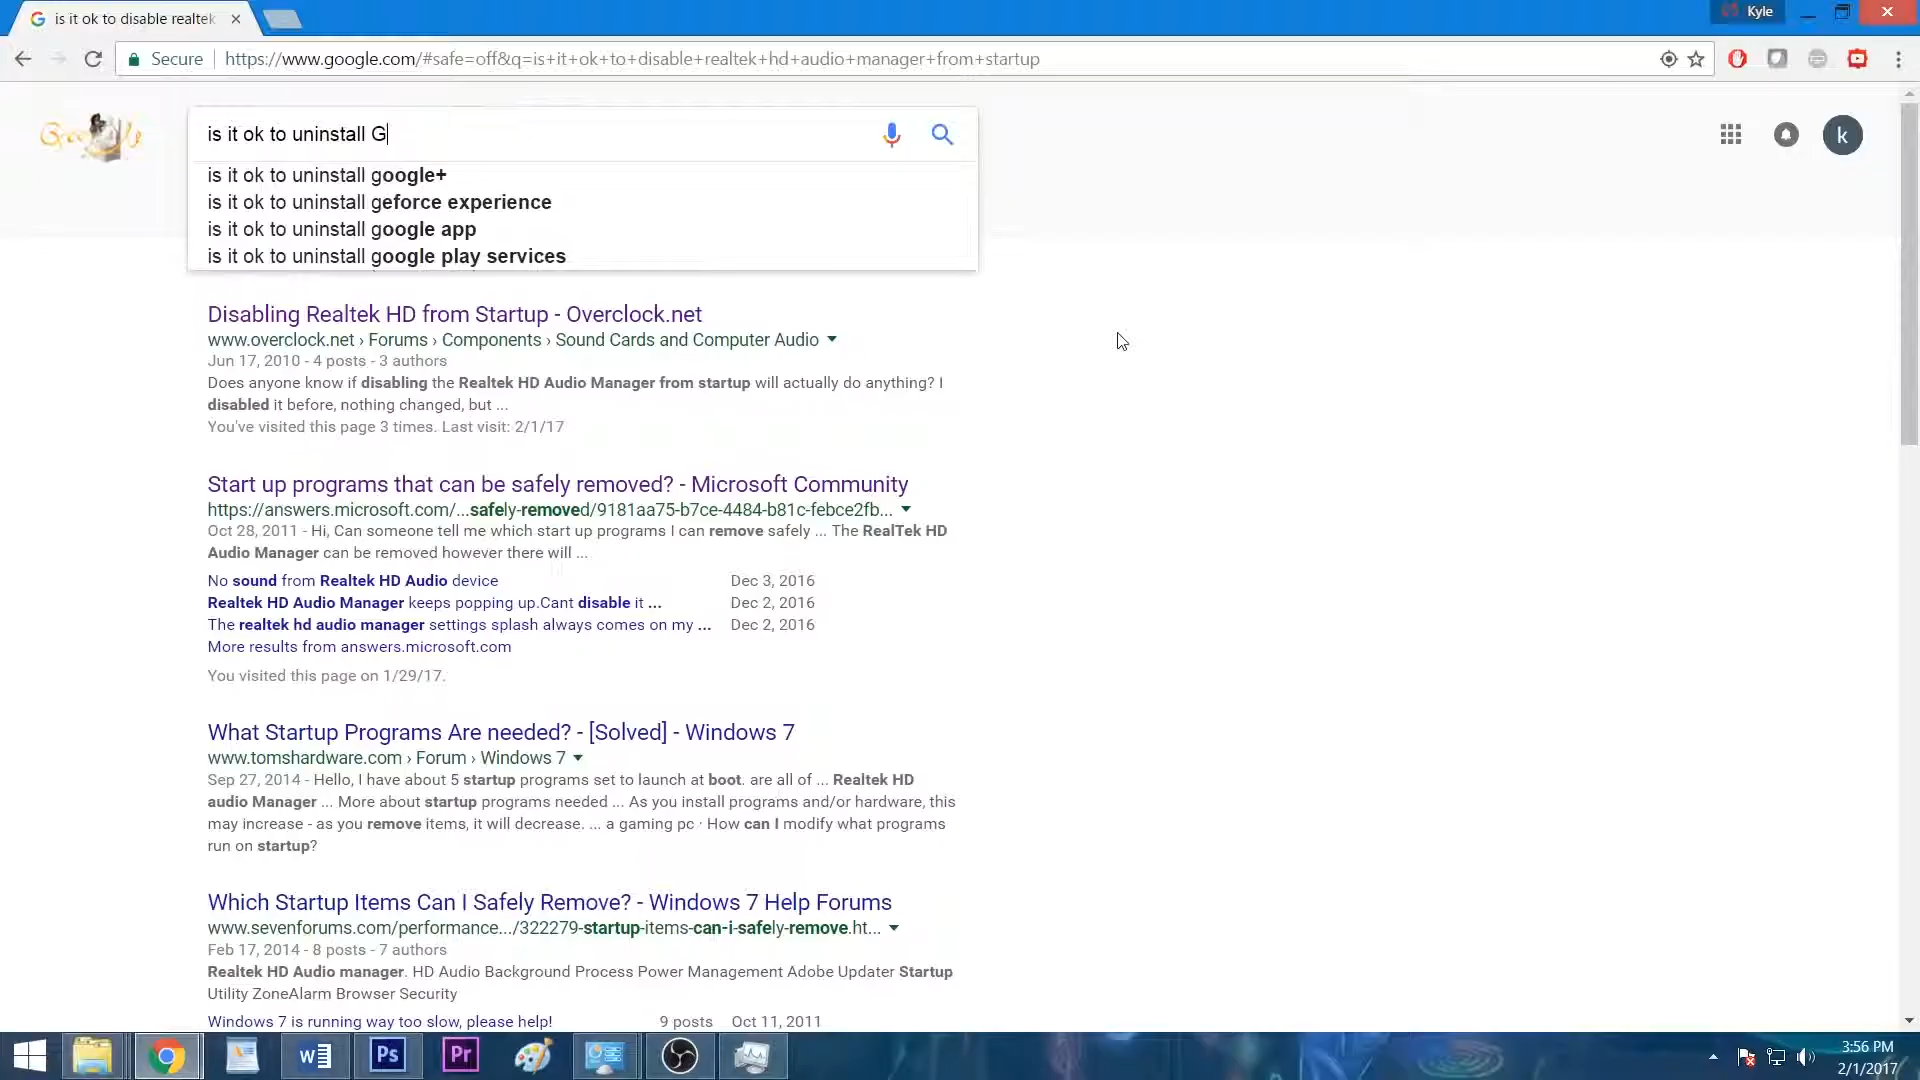 is it ok to disable realtek
Kyle
Secure
https://www.google.com/#safe=off&q=is+it+ok+to+disable+realtek+hd+audio+manager+from+startup
Google
is it ok to uninstall G
k
is it ok to uninstall google+
is it ok to uninstall geforce experience
is it ok to uninstall google app
is it ok to uninstall google play services
Disabling Realtek HD from Startup - Overclock.net
www.overclock.net › Forums › Components › Sound Cards and Computer Audio
Jun 17, 2010 - 4 posts - 3 authors
Does anyone know if disabling the Realtek HD Audio Manager from startup will actually do anything? I
disabled it before, nothing changed, but ...
You've visited this page 3 times. Last visit: 2/1/17
Start up programs that can be safely removed? - Microsoft Community
https://answers.microsoft.com/...safely-removed/9181aa75-b7ce-4484-b81c-febce2fb...
Oct 28, 2011 - Hi, Can someone tell me which start up programs I can remove safely ... The RealTek HD
Audio Manager can be removed however there will ...
No sound from Realtek HD Audio device Dec 3, 2016
Realtek HD Audio Manager keeps popping up.Cant disable it ... Dec 2, 2016
The realtek hd audio manager settings splash always comes on my ... Dec 2, 2016
More results from answers.microsoft.com
You visited this page on 1/29/17.
What Startup Programs Are needed? - [Solved] - Windows 7
www.tomshardware.com › Forum › Windows 7
Sep 27, 2014 - Hello, I have about 5 startup programs set to launch at boot. are all of ... Realtek HD
audio Manager ... More about startup programs needed ... As you install programs and/or hardware, this
may increase - as you remove items, it will decrease. ... a gaming pc · How can I modify what programs
run on startup?
Which Startup Items Can I Safely Remove? - Windows 7 Help Forums
www.sevenforums.com/performance.../322279-startup-items-can-i-safely-remove.ht...
Feb 17, 2014 - 8 posts - 7 authors
Realtek HD Audio manager. HD Audio Background Process Power Management Adobe Updater Startup
Utility ZoneAlarm Browser Security
Windows 7 is running way too slow, please help! 9 posts Oct 11, 2011
W
Ps
Pr
3:56 PM
2/1/2017